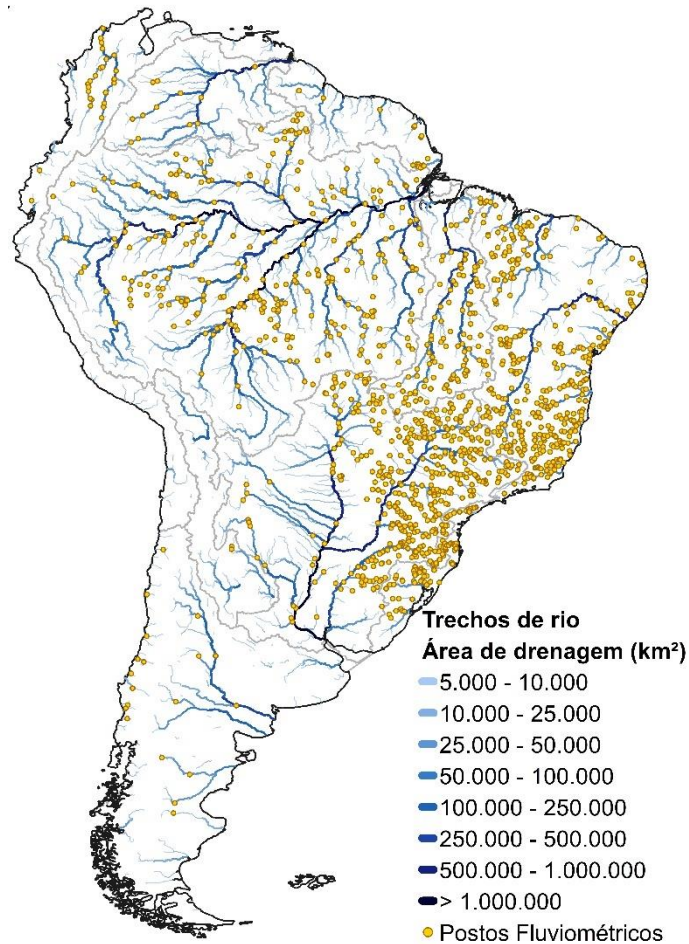 Trechos de rio
Área de drenagem (km²)
5.000 - 10.000
10.000 - 25.000
25.000 - 50.000
50.000 - 100.000
100.000 - 250.000
250.000 - 500.000
500.000 - 1.000.000
> 1.000.000
Postos Fluviométricos